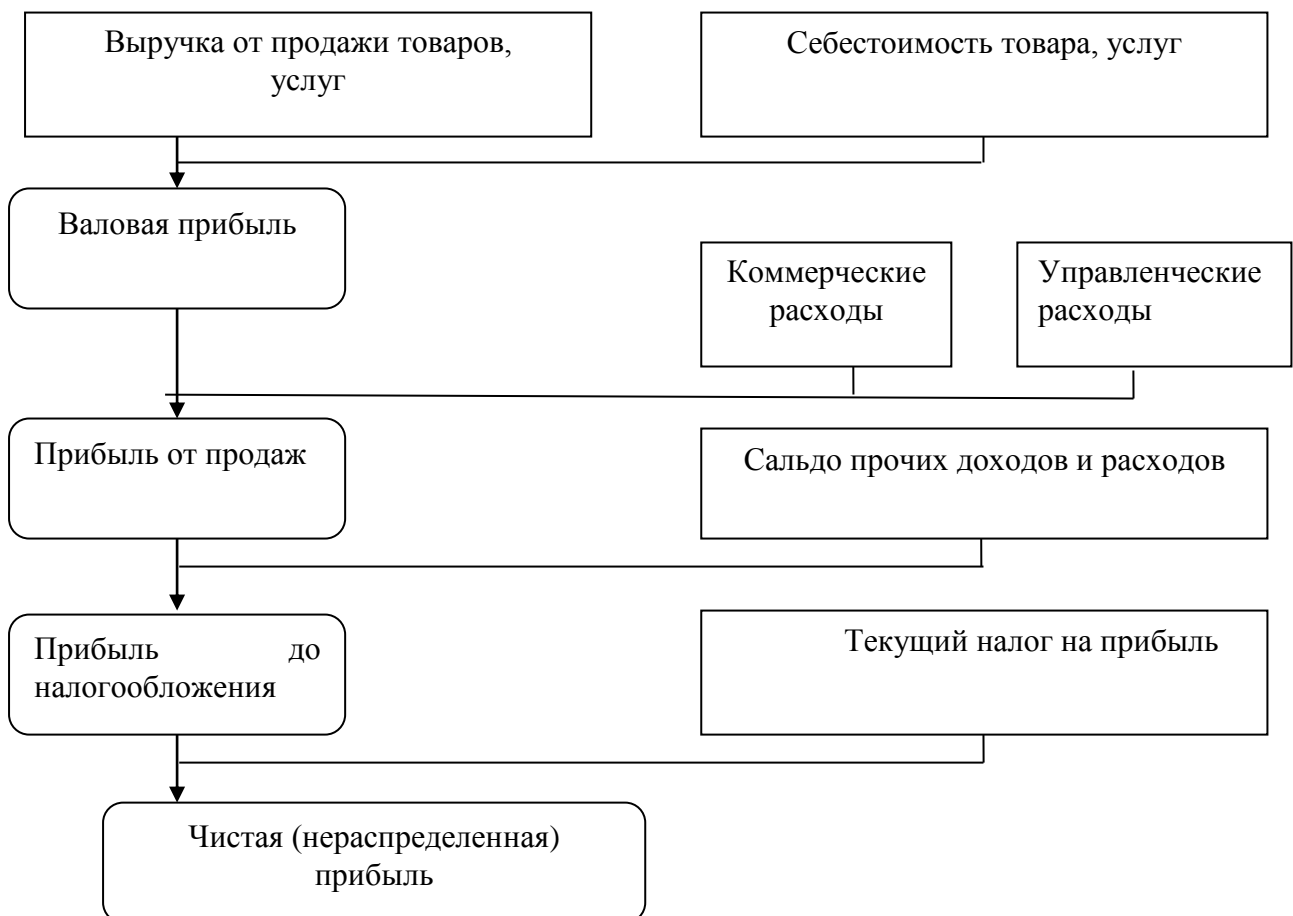 Выручка от продажи товаров,
услуг
Себестоимость товара, услуг
Валовая прибыль
Коммерческие
расходы
Управленческие
расходы
Прибыль от продаж
Сальдо прочих доходов и расходов
Прибыль до
налогообложения
Текущий налог на прибыль
Чистая (нераспределенная)
прибыль